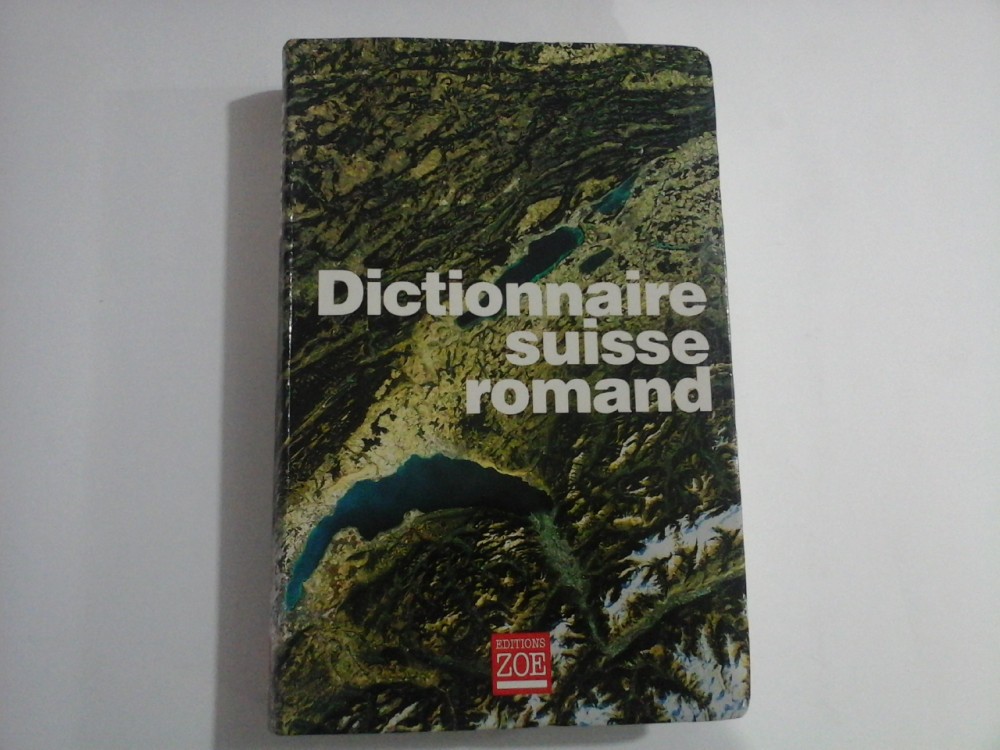 Dictionnaire
suisse
romand
EDITIONS
ZOE